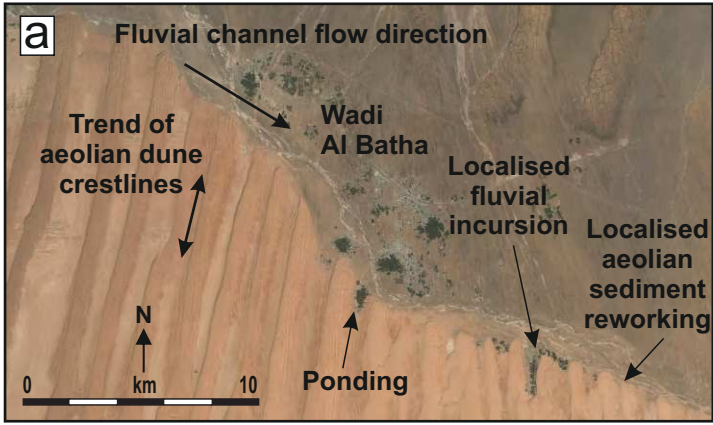 a
Fluvial channel flow direction
Wadi
Al Batha
Trend of
aeolian dune
crestlines
Localised
fluvial
incursion
Localised
aeolian
sediment
reworking
N
0 km 10
Ponding